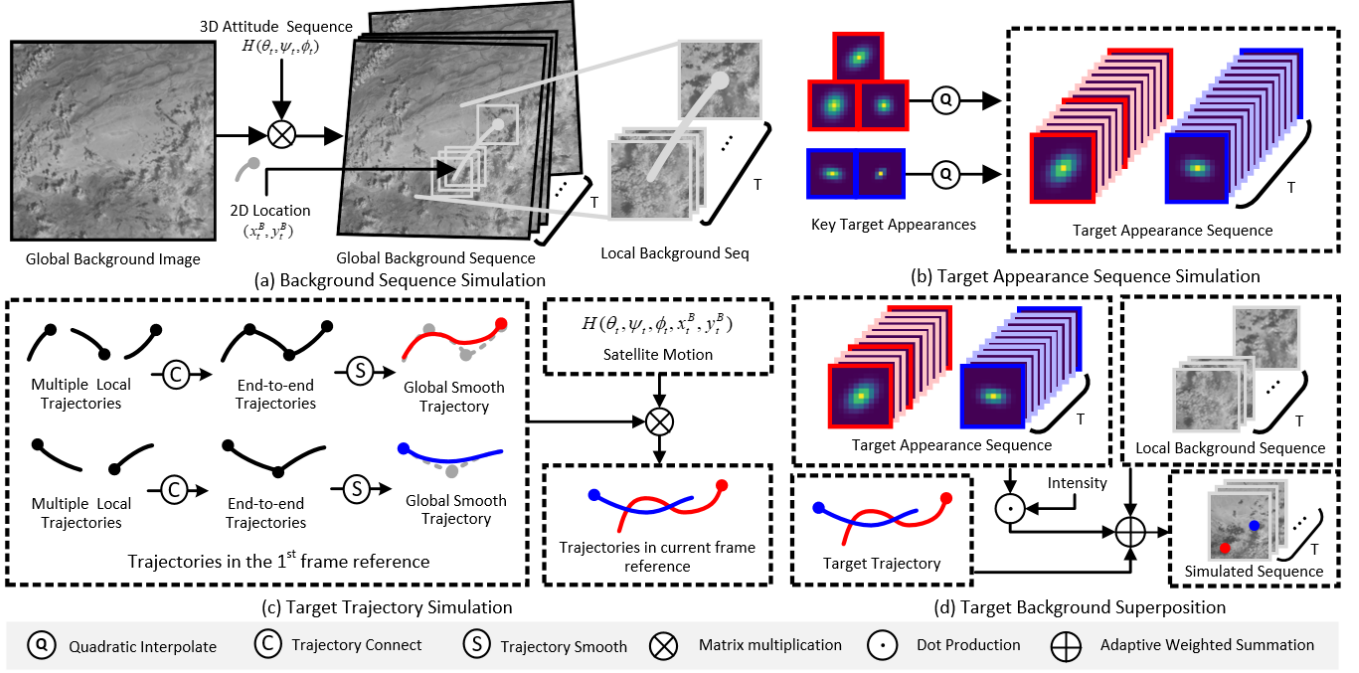 3D Attitude Sequence
H(θt,ψt,ϕt)
2D Location
(xtB, ytB)
T
T
Global Background Image
Global Background Sequence
Local Background Seq
(a) Background Sequence Simulation
Q
Q
T
Key Target Appearances
Target Appearance Sequence
(b) Target Appearance Sequence Simulation
Multiple Local
Trajectories
C
End-to-end
Trajectories
S
Global Smooth
Trajectory
Multiple Local
Trajectories
C
End-to-end
Trajectories
S
Global Smooth
Trajectory
Trajectories in the 1st frame reference
H(θt,ψt,ϕt,xtB,ytB)
Satellite Motion
Trajectories in current frame
reference
(c) Target Trajectory Simulation
T
Target Appearance Sequence
T
Local Background Sequence
Intensity
Target Trajectory
T
Simulated Sequence
(d) Target Background Superposition
Q Quadratic Interpolate
C Trajectory Connect
S Trajectory Smooth
Matrix multiplication
Dot Production
Adaptive Weighted Summation